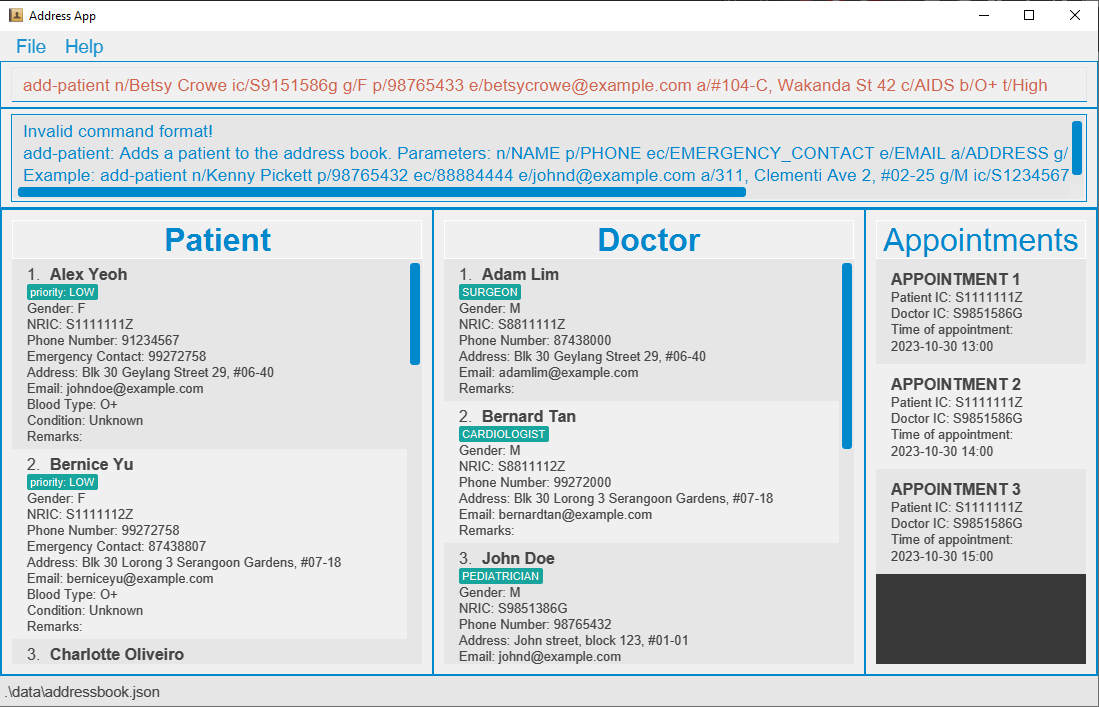 Address App
File Help
add-patient n/Betsy Crowe ic/S9151586g g/F p/98765433 e/betsycrowe@example.com a/#104-C, Wakanda St 42 c/AIDS b/O+ t/High
Invalid command format!
add-patient: Adds a patient to the address book. Parameters: n/NAME p/PHONE ec/EMERGENCY_CONTACT e/EMAIL a/ADDRESS g/
Example: add-patient n/Kenny Pickett p/98765432 ec/88884444 e/johnd@example.com a/311, Clementi Ave 2, #02-25 g/M ic/S1234567
Patient
1. Alex Yeoh
priority: LOW
Gender: F
NRIC: S1111111Z
Phone Number: 91234567
Emergency Contact: 99272758
Address: Blk 30 Geylang Street 29, #06-40
Email: johndoe@example.com
Blood Type: O+
Condition: Unknown
Remarks:
2. Bernice Yu
priority: LOW
Gender: F
NRIC: S1111112Z
Phone Number: 99272758
Emergency Contact: 87438807
Address: Blk 30 Lorong 3 Serangoon Gardens, #07-18
Email: berniceyu@example.com
Blood Type: O+
Condition: Unknown
Remarks:
3. Charlotte Oliveiro
Doctor
1. Adam Lim
SURGEON
Gender: M
NRIC: S8811111Z
Phone Number: 87438000
Address: Blk 30 Geylang Street 29, #06-40
Email: adamlim@example.com
Remarks:
2. Bernard Tan
CARDIOLOGIST
Gender: M
NRIC: S8811112Z
Phone Number: 99272000
Address: Blk 30 Lorong 3 Serangoon Gardens, #07-18
Email: bernardtan@example.com
Remarks:
3. John Doe
PEDIATRICIAN
Gender: M
NRIC: S9851386G
Phone Number: 98765432
Address: John street, block 123, #01-01
Email: johnd@example.com
Appointments
APPOINTMENT 1
Patient IC: S1111111Z
Doctor IC: S9851586G
Time of appointment:
2023-10-30 13:00
APPOINTMENT 2
Patient IC: S1111111Z
Doctor IC: S9851586G
Time of appointment:
2023-10-30 14:00
APPOINTMENT 3
Patient IC: S1111111Z
Doctor IC: S9851586G
Time of appointment:
2023-10-30 15:00
.\data\addressbook.json